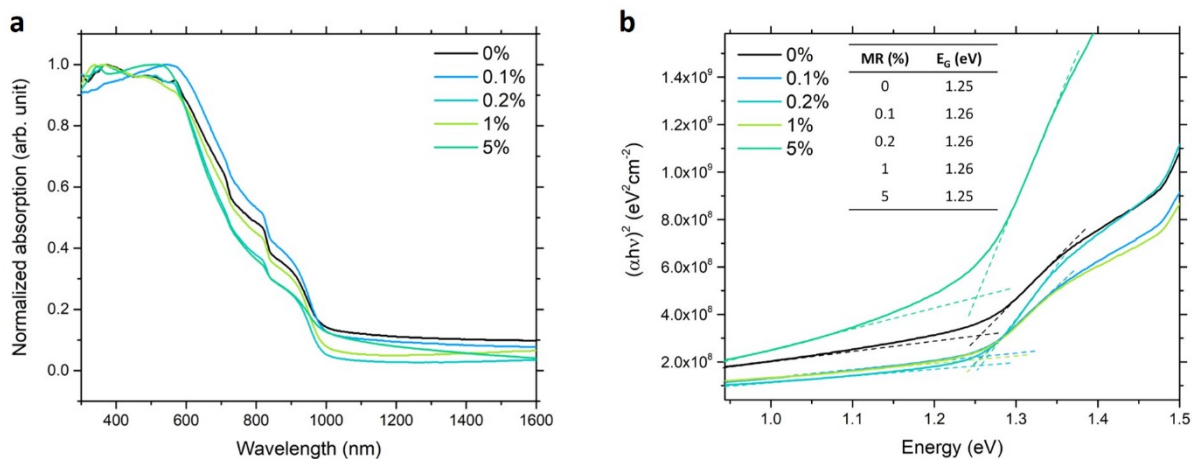 a
Normalized absorption (arb. unit)
1.0
0.8
0.6
0.4
0.2
0.0
0%
0.1%
0.2%
1%
5%
400 600 800 1000 1200 1400 1600
Wavelength (nm)
b
(αhν)² (eV²cm⁻²)
1.4x10⁹
1.2x10⁹
1.0x10⁹
8.0x10⁸
6.0x10⁸
4.0x10⁸
2.0x10⁸
0%
0.1%
0.2%
1%
5%
MR (%) E_G (eV)
0 1.25
0.1 1.26
0.2 1.26
1 1.26
5 1.25
1.0 1.1 1.2 1.3 1.4 1.5
Energy (eV)